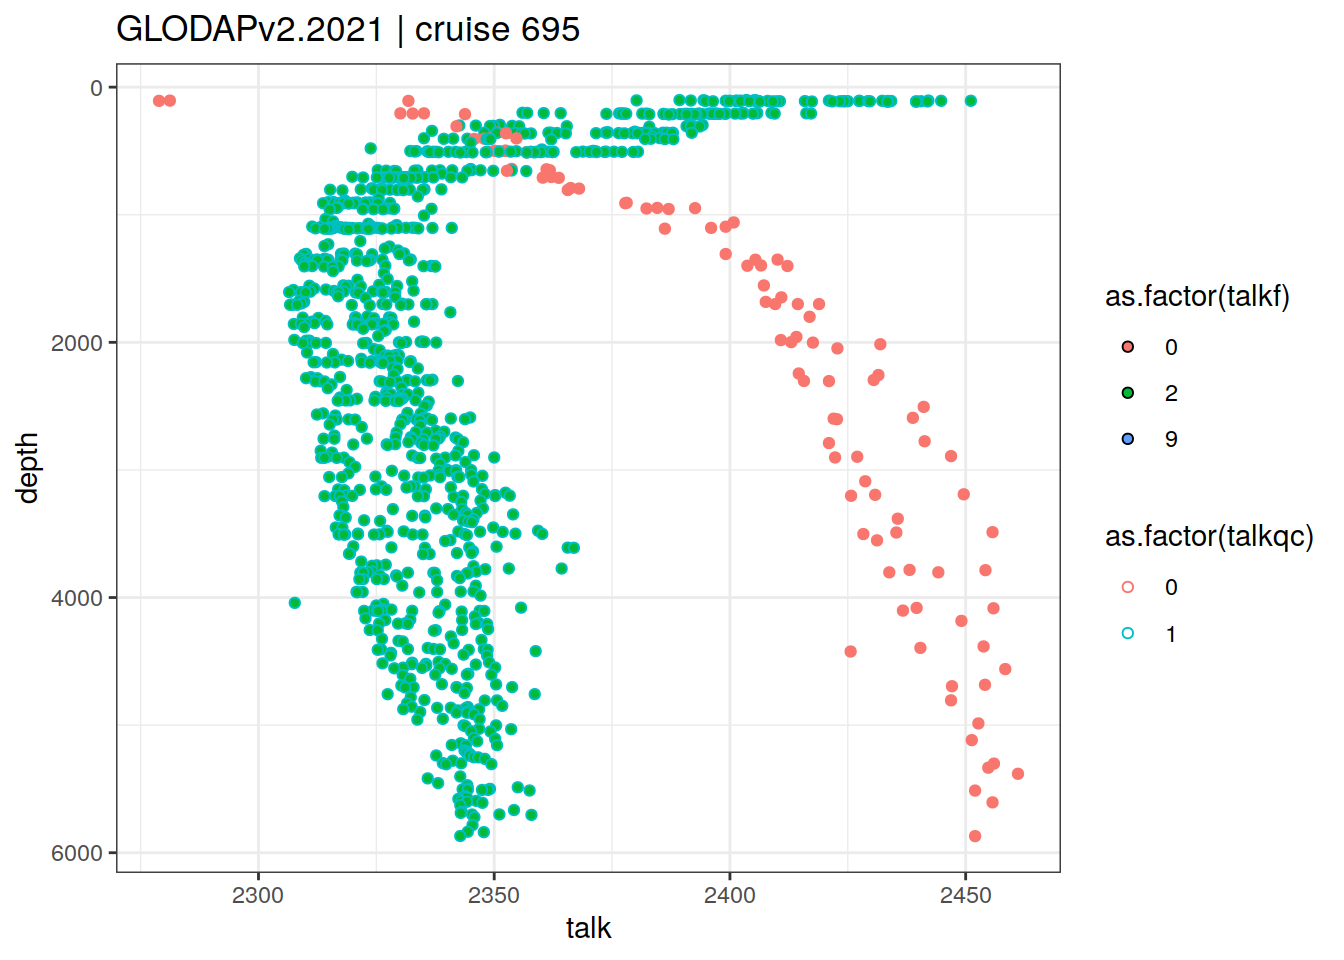 GLODAPv2.2021 | cruise 695
0
2000
4000
6000
depth
2300
2350
2400
2450
talk
as.factor(talkf)
0
2
9
as.factor(talkqc)
0
1